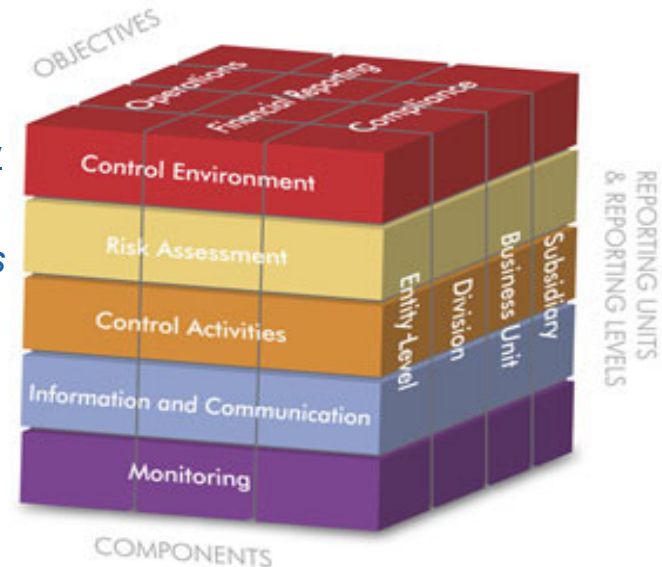 OBJECTIVES
Operations
Financial Reporting
Compliance
Control Environment
Risk Assessment
Control Activities
Information and Communication
Monitoring
Entity-Level
Division
Business Unit
Subsidiary
REPORTING UNITS
& REPORTING LEVELS
COMPONENTS